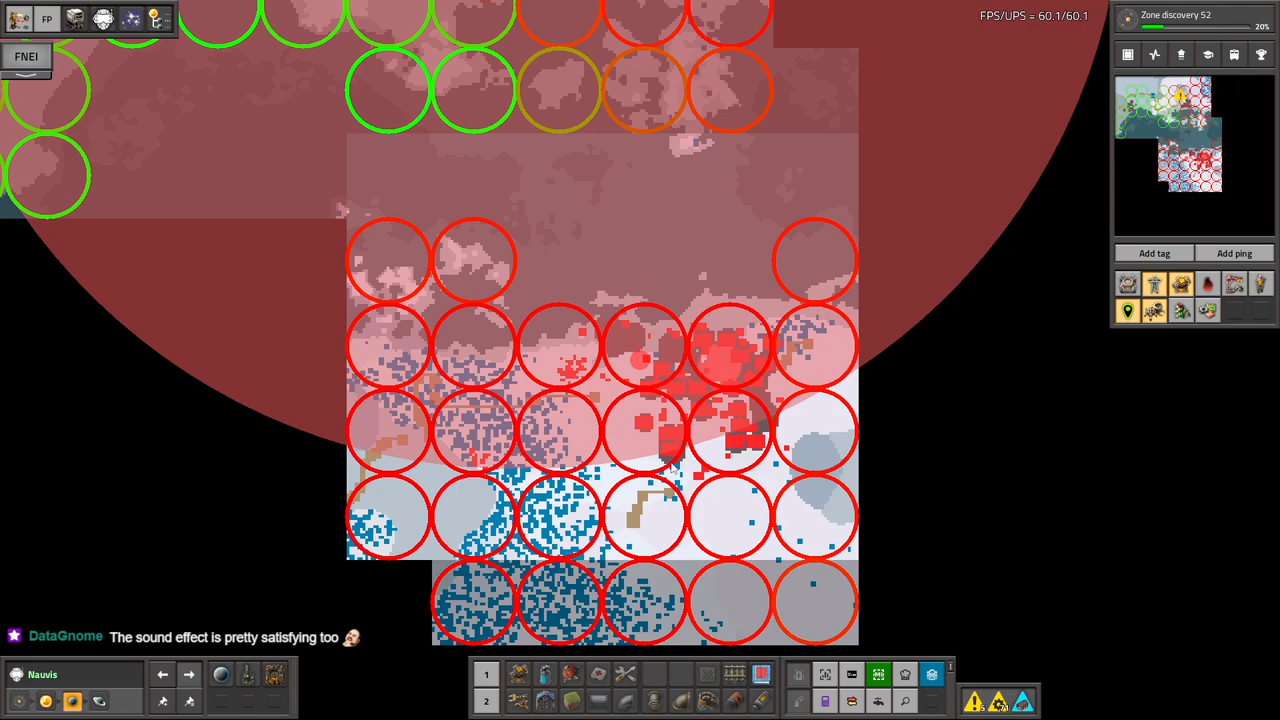 FP
FNEI
FPS/UPS = 60.1/60.1
Zone discovery 52
20%
Add tag
Add ping
DataGnome The sound effect is pretty satisfying too
Nauvis
1
2